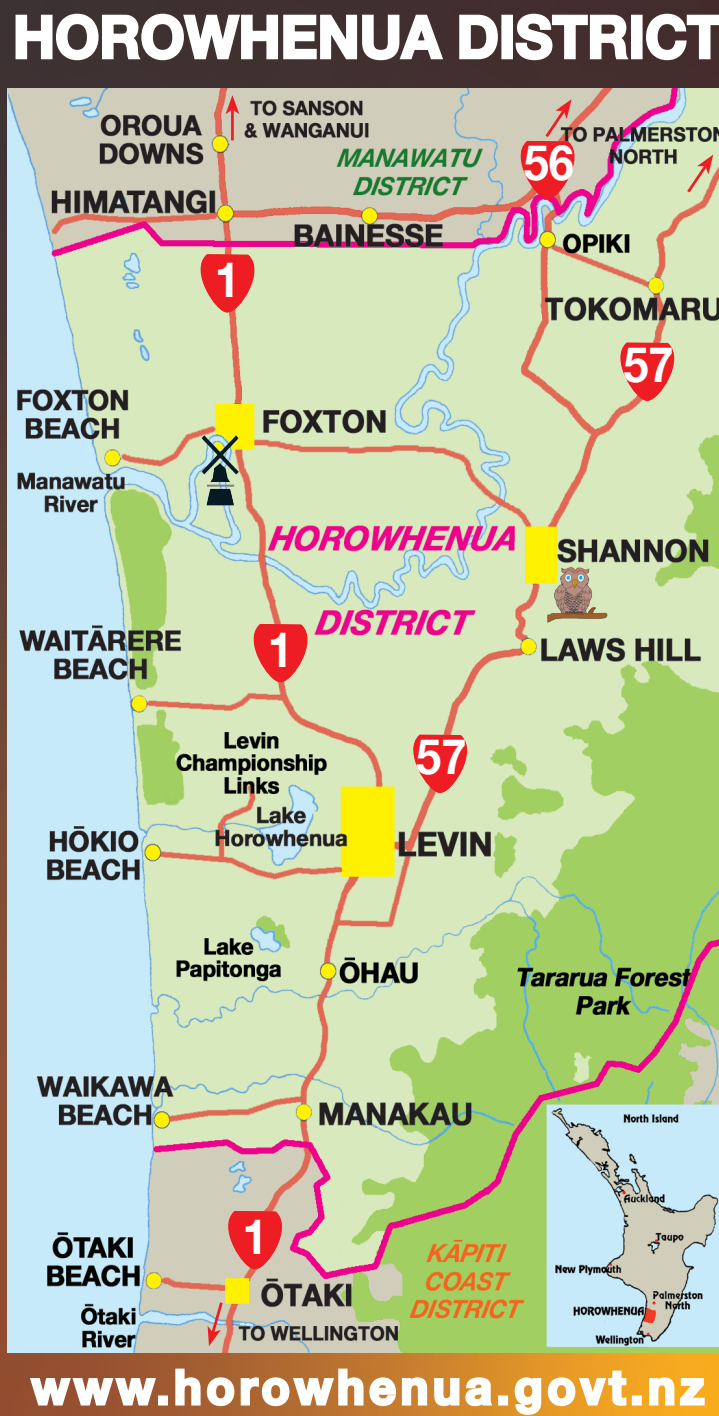 HOROWHENUA DISTRICT
TO SANSON
& WANGANUI
OROUA
DOWNS
TO PALMERSTON
NORTH
MANAWATU
DISTRICT
56
HIMATANGI
BAINESSE
OPIKI
1
TOKOMARU
57
FOXTON
BEACH
FOXTON
Manawatu
River
HOROWHENUA
SHANNON
DISTRICT
WAITĀRERE
BEACH
1
LAWS HILL
Levin
Championship
Links
57
Lake
Horowhenua
HŌKIO
BEACH
LEVIN
Lake
Papitonga
ŌHAU
Tararua Forest
Park
WAIKAWA
BEACH
MANAKAU
North Island
Auckland
Taupo
New Plymouth
Palmerston
North
HOROWHENUA
Wellington
1
ŌTAKI
BEACH
KĀPITI
COAST
DISTRICT
ŌTAKI
Ōtaki
River
TO WELLINGTON
www.horowhenua.govt.nz